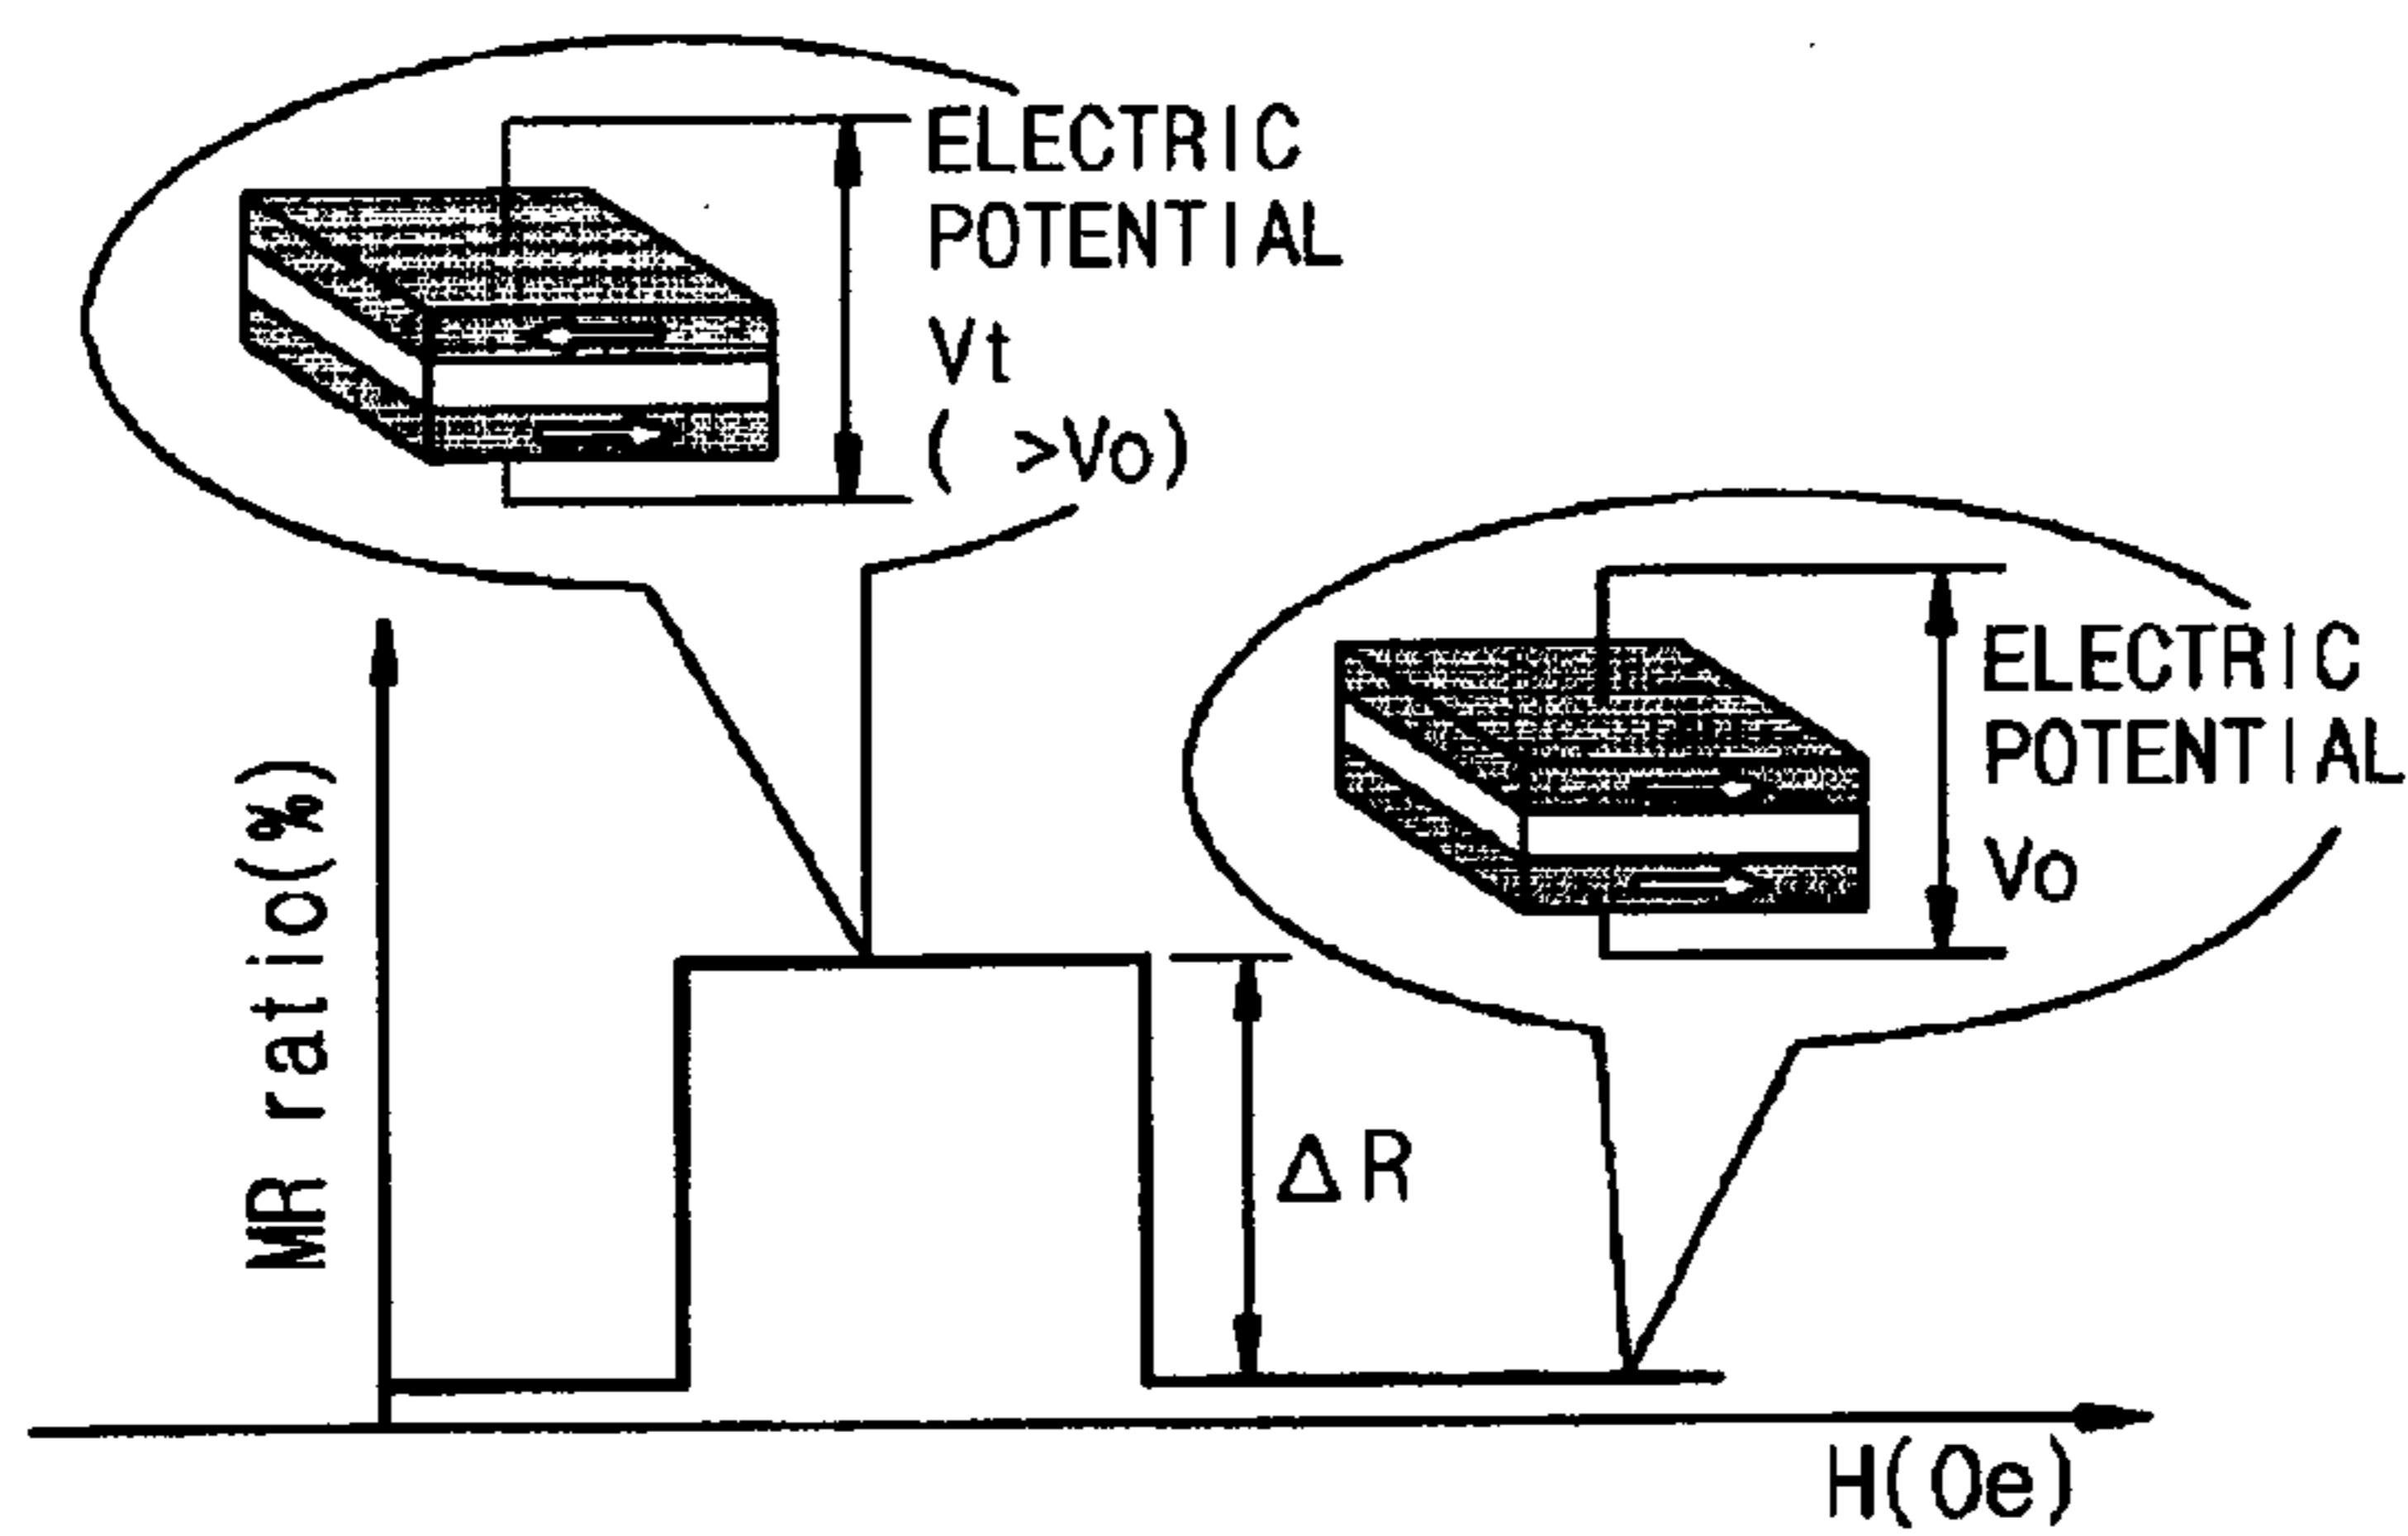 ELECTRIC
POTENTIAL
Vt
( >Vo)
ELECTRIC
POTENTIAL
Vo
MR ratio(%)
ΔR
H(Oe)